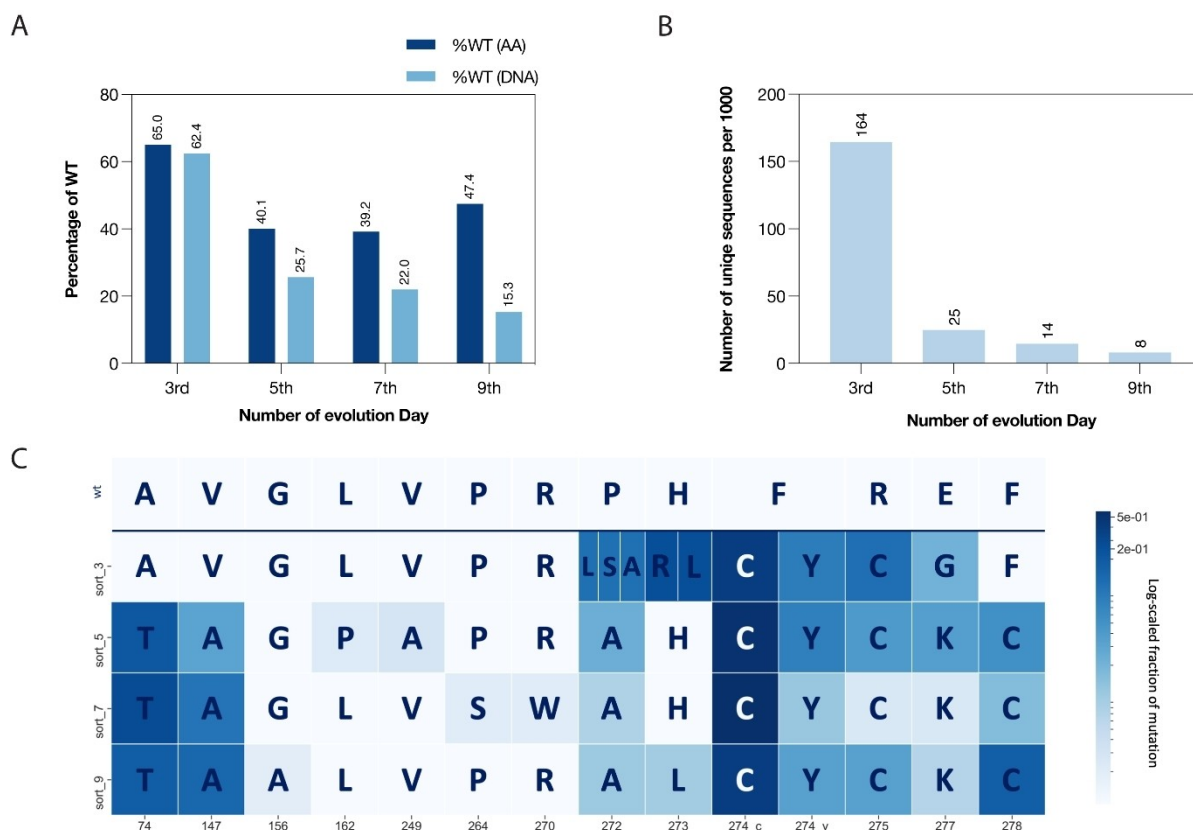 A
%WT (AA)
%WT (DNA)
Percentage of WT
80
60
40
20
0
65.0
62.4
40.1
25.7
39.2
22.0
47.4
15.3
3rd 5th 7th 9th
Number of evolution Day
B
Number of uniqe sequences per 1000
200
150
100
50
0
164
25
14
8
3rd 5th 7th 9th
Number of evolution Day
C
wt A V G L V P R P H F R E F
sort_3 A V G L V P R L S A R L C Y C G F
sort_5 T A G P A P R A H C Y C K C
sort_7 T A G L V S W A H C Y C K C
sort_9 T A A L V P R A L C Y C K C
74 147 156 162 249 264 270 272 273 274_c 274_y 275 277 278
5e-01
2e-01
Log-scaled fraction of mutation